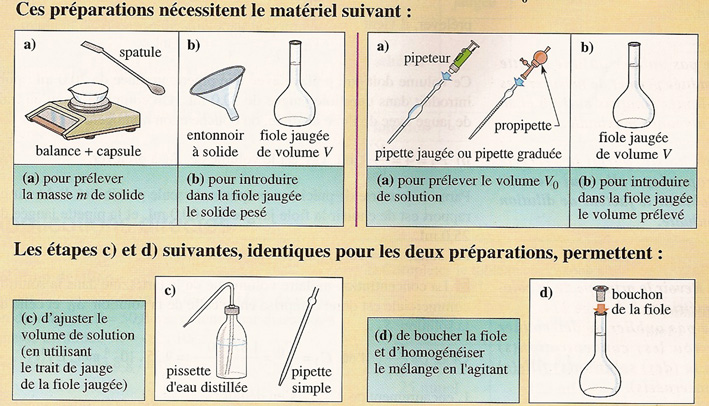 Ces préparations nécessitent le matériel suivant :
a)
spatule
balance + capsule
b)
entonnoir
à solide
fiole jaugée
de volume V
(a) pour prélever
la masse m de solide
(b) pour introduire
dans la fiole jaugée
le solide pesé
a)
pipeteur
propipette
pipette jaugée ou pipette graduée
b)
fiole jaugée
de volume V
(a) pour prélever le volume V₀
de solution
(b) pour introduire
dans la fiole jaugée
le volume prélevé
Les étapes c) et d) suivantes, identiques pour les deux préparations, permettent :
(c) d'ajuster le
volume de solution
(en utilisant
le trait de jauge
de la fiole jaugée)
c)
pissette
d'eau distillée
pipette
simple
(d) de boucher la fiole
et d'homogénéiser
le mélange en l'agitant
d)
bouchon
de la fiole